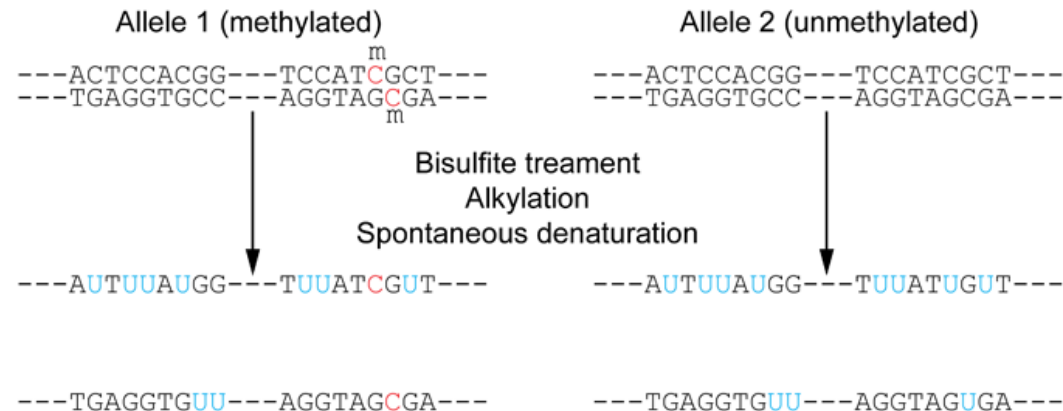 Allele 1 (methylated) Allele 2 (unmethylated)
m
---ACTCCACGG---TCCATCGCT--- ---ACTCCACGG---TCCATCGCT---
---TGAGGTGCC---AGGTAGCGA--- ---TGAGGTGCC---AGGTAGCGA---
m
Bisulfite treament
Alkylation
Spontaneous denaturation
---AUTUUAUGG---TUUATCGUT--- ---AUTUUAUGG---TUUATUGUT---
---TGAGGTGUU---AGGTAGCGA--- ---TGAGGTGUU---AGGTAGUGA---